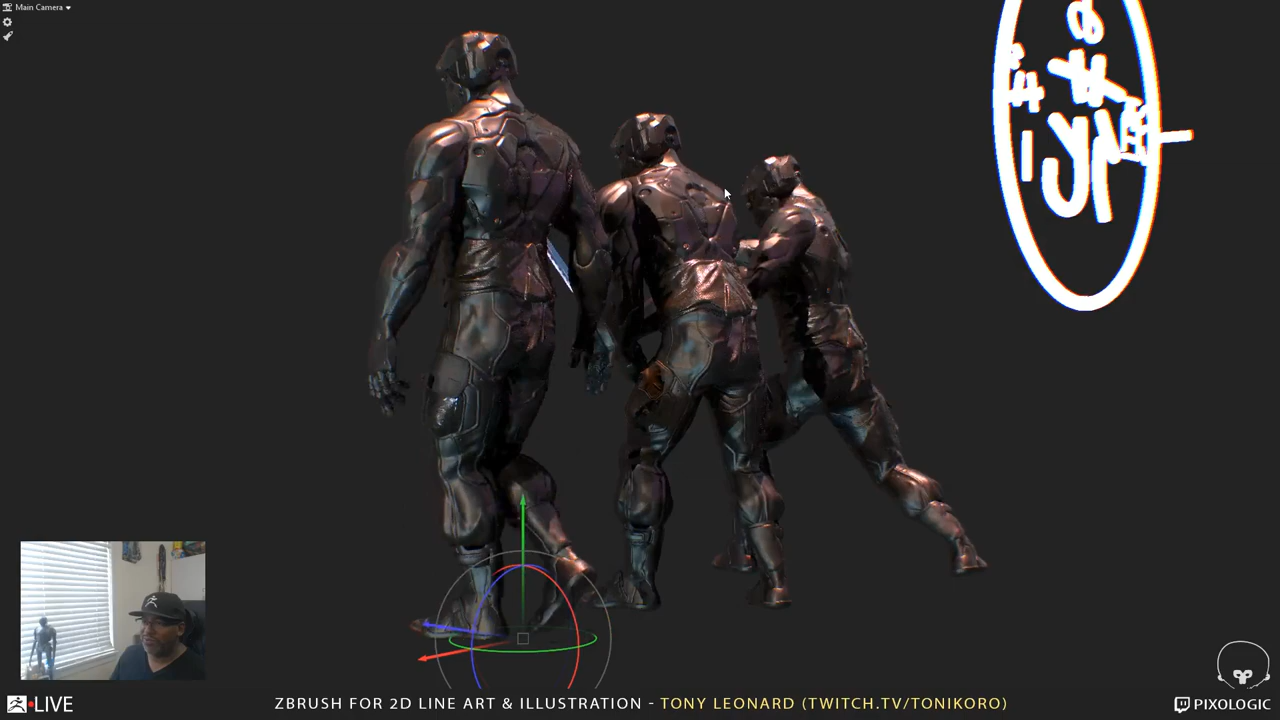 Main Camera
LIVE
ZBRUSH FOR 2D LINE ART & ILLUSTRATION - TONY LEONARD (TWITCH.TV/TONIKORO)
PIXOLOGIC